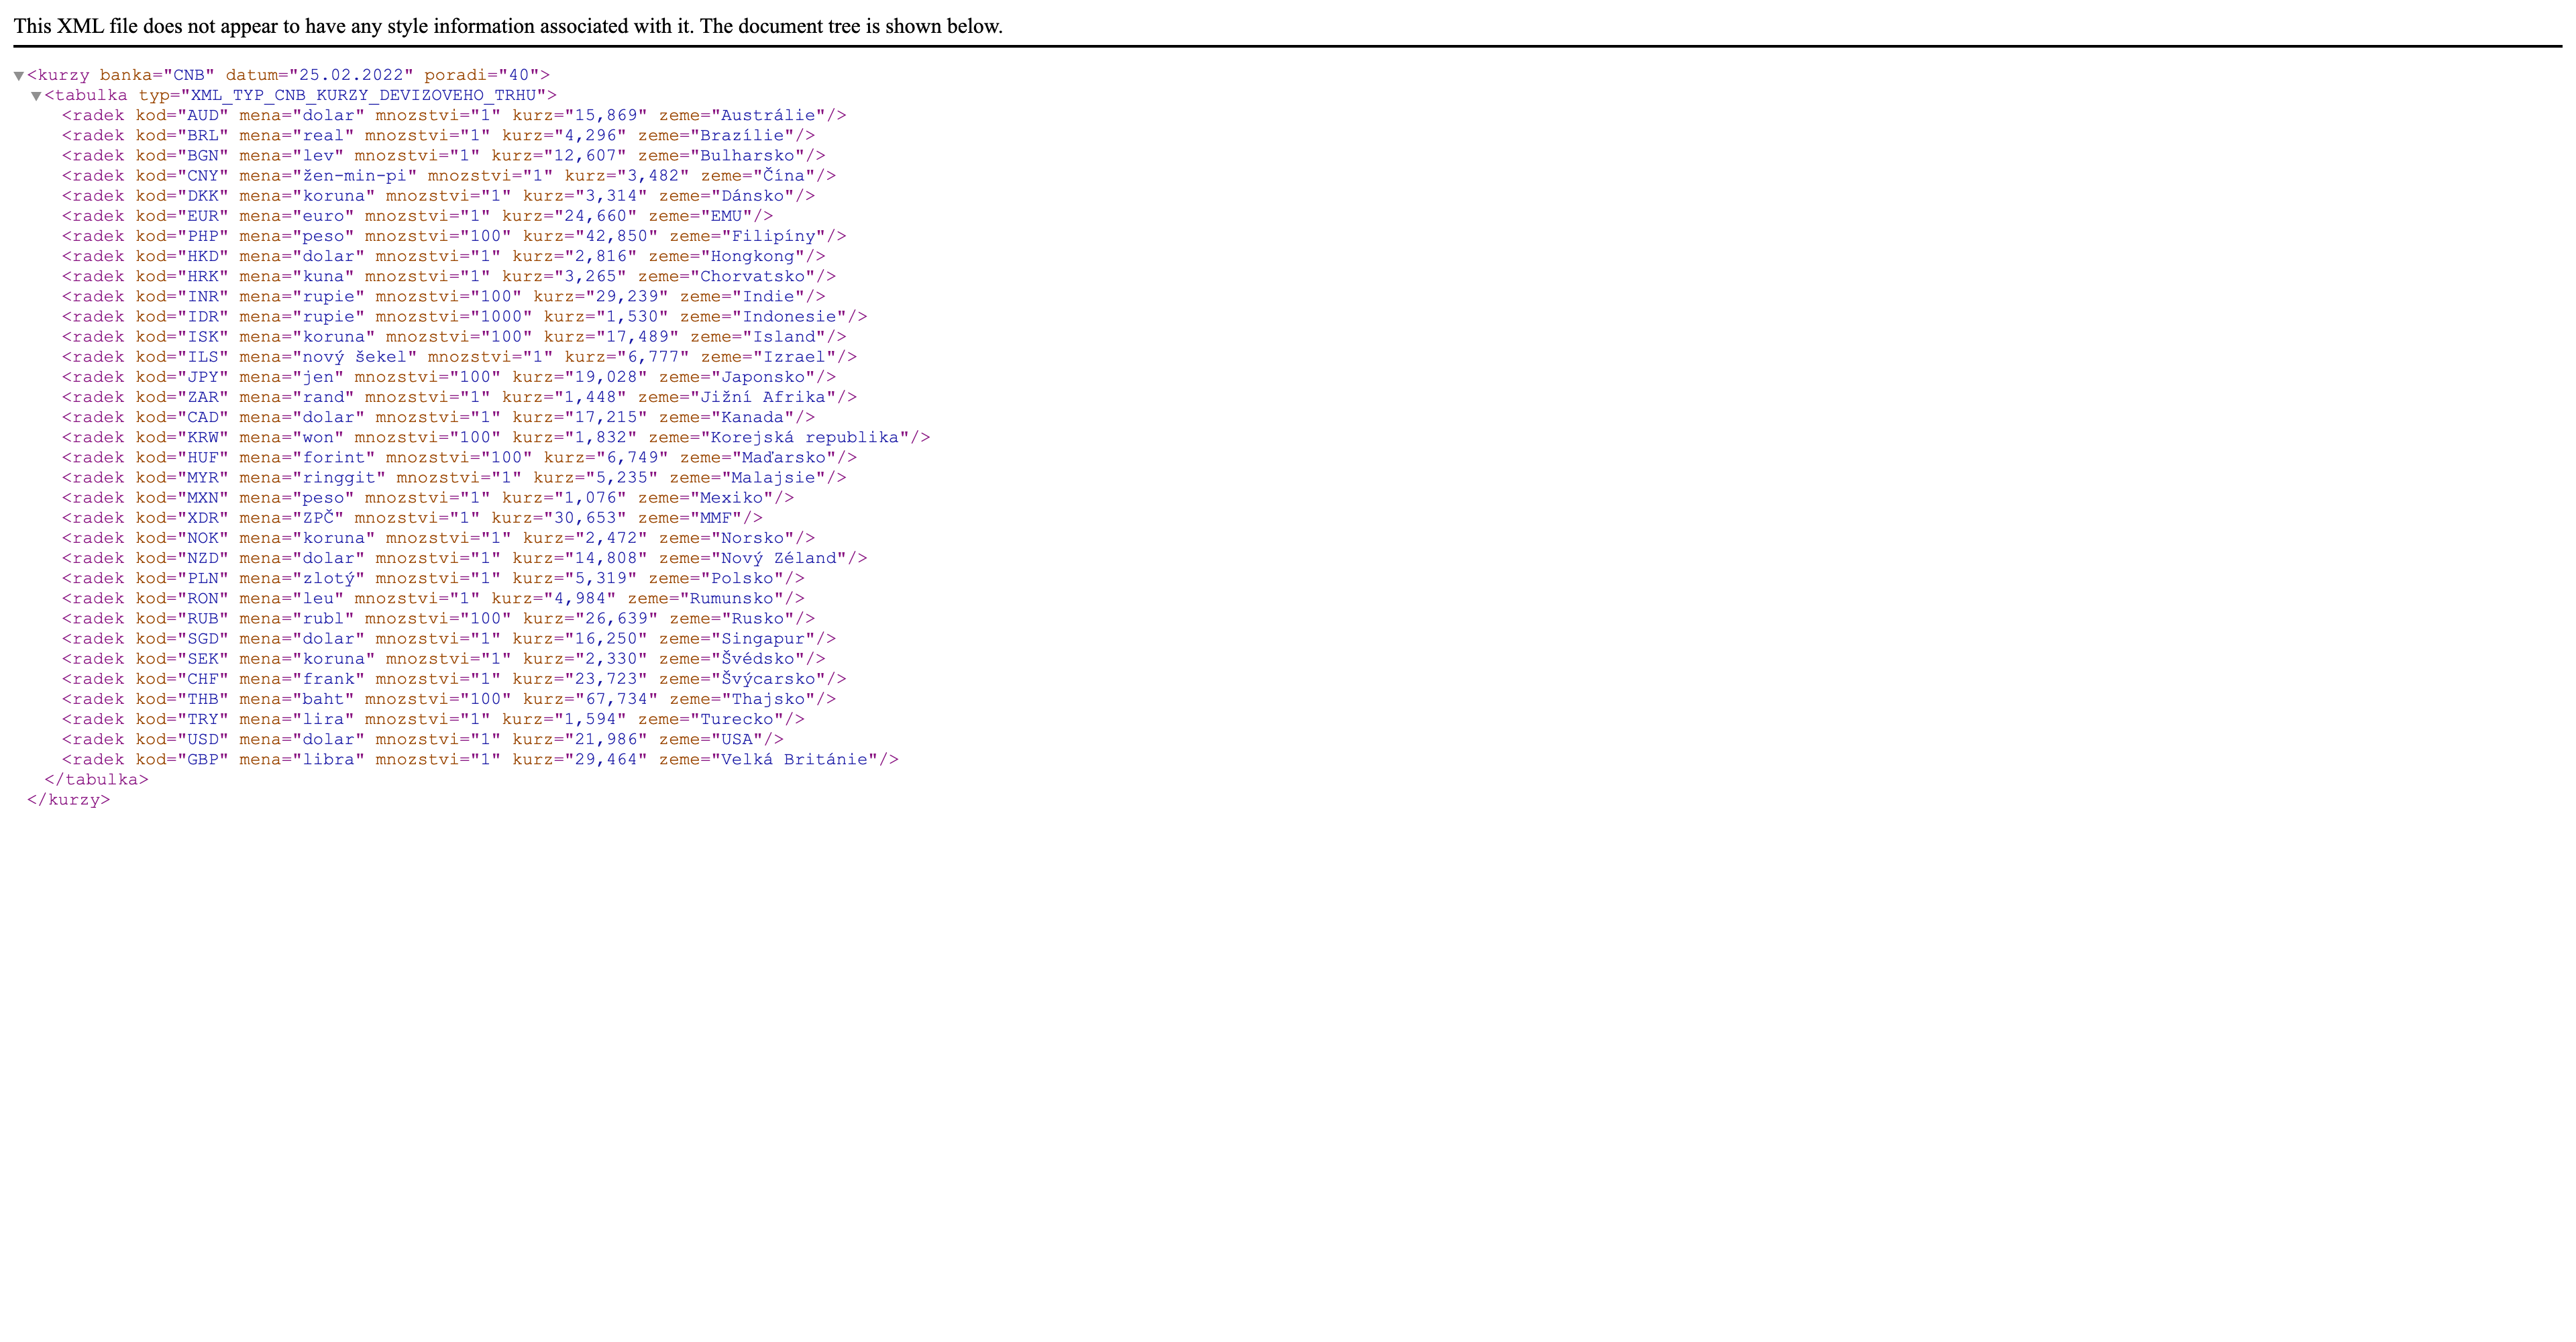 This XML file does not appear to have any style information associated with it. The document tree is shown below.
▼<kurzy banka="CNB" datum="25.02.2022" poradi="40">
▼<tabulka typ="XML_TYP_CNB_KURZY_DEVIZOVEHO_TRHU">
<radek kod="AUD" mena="dolar" mnozstvi="1" kurz="15,869" zeme="Austrálie"/>
<radek kod="BRL" mena="real" mnozstvi="1" kurz="4,296" zeme="Brazílie"/>
<radek kod="BGN" mena="lev" mnozstvi="1" kurz="12,607" zeme="Bulharsko"/>
<radek kod="CNY" mena="žen-min-pi" mnozstvi="1" kurz="3,482" zeme="Čína"/>
<radek kod="DKK" mena="koruna" mnozstvi="1" kurz="3,314" zeme="Dánsko"/>
<radek kod="EUR" mena="euro" mnozstvi="1" kurz="24,660" zeme="EMU"/>
<radek kod="PHP" mena="peso" mnozstvi="100" kurz="42,850" zeme="Filipíny"/>
<radek kod="HKD" mena="dolar" mnozstvi="1" kurz="2,816" zeme="Hongkong"/>
<radek kod="HRK" mena="kuna" mnozstvi="1" kurz="3,265" zeme="Chorvatsko"/>
<radek kod="INR" mena="rupie" mnozstvi="100" kurz="29,239" zeme="Indie"/>
<radek kod="IDR" mena="rupie" mnozstvi="1000" kurz="1,530" zeme="Indonesie"/>
<radek kod="ISK" mena="koruna" mnozstvi="100" kurz="17,489" zeme="Island"/>
<radek kod="ILS" mena="nový šekel" mnozstvi="1" kurz="6,777" zeme="Izrael"/>
<radek kod="JPY" mena="jen" mnozstvi="100" kurz="19,028" zeme="Japonsko"/>
<radek kod="ZAR" mena="rand" mnozstvi="1" kurz="1,448" zeme="Jižní Afrika"/>
<radek kod="CAD" mena="dolar" mnozstvi="1" kurz="17,215" zeme="Kanada"/>
<radek kod="KRW" mena="won" mnozstvi="100" kurz="1,832" zeme="Korejská republika"/>
<radek kod="HUF" mena="forint" mnozstvi="100" kurz="6,749" zeme="Maďarsko"/>
<radek kod="MYR" mena="ringgit" mnozstvi="1" kurz="5,235" zeme="Malajsie"/>
<radek kod="MXN" mena="peso" mnozstvi="1" kurz="1,076" zeme="Mexiko"/>
<radek kod="XDR" mena="ZPČ" mnozstvi="1" kurz="30,653" zeme="MMF"/>
<radek kod="NOK" mena="koruna" mnozstvi="1" kurz="2,472" zeme="Norsko"/>
<radek kod="NZD" mena="dolar" mnozstvi="1" kurz="14,808" zeme="Nový Zéland"/>
<radek kod="PLN" mena="zlotý" mnozstvi="1" kurz="5,319" zeme="Polsko"/>
<radek kod="RON" mena="leu" mnozstvi="1" kurz="4,984" zeme="Rumunsko"/>
<radek kod="RUB" mena="rubl" mnozstvi="100" kurz="26,639" zeme="Rusko"/>
<radek kod="SGD" mena="dolar" mnozstvi="1" kurz="16,250" zeme="Singapur"/>
<radek kod="SEK" mena="koruna" mnozstvi="1" kurz="2,330" zeme="Švédsko"/>
<radek kod="CHF" mena="frank" mnozstvi="1" kurz="23,723" zeme="Švýcarsko"/>
<radek kod="THB" mena="baht" mnozstvi="100" kurz="67,734" zeme="Thajsko"/>
<radek kod="TRY" mena="lira" mnozstvi="1" kurz="1,594" zeme="Turecko"/>
<radek kod="USD" mena="dolar" mnozstvi="1" kurz="21,986" zeme="USA"/>
<radek kod="GBP" mena="libra" mnozstvi="1" kurz="29,464" zeme="Velká Británie"/>
</tabulka>
</kurzy>